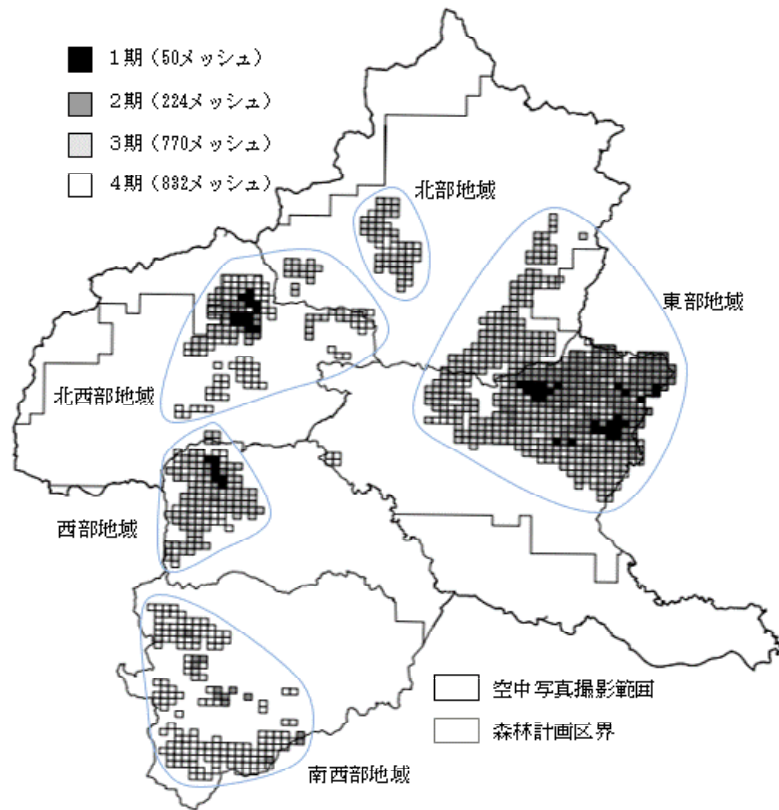 1期（50メッシュ）
2期（224メッシュ）
3期（770メッシュ）
4期（832メッシュ）
北部地域
東部地域
北西部地域
西部地域
空中写真撮影範囲
森林計画区界
南西部地域